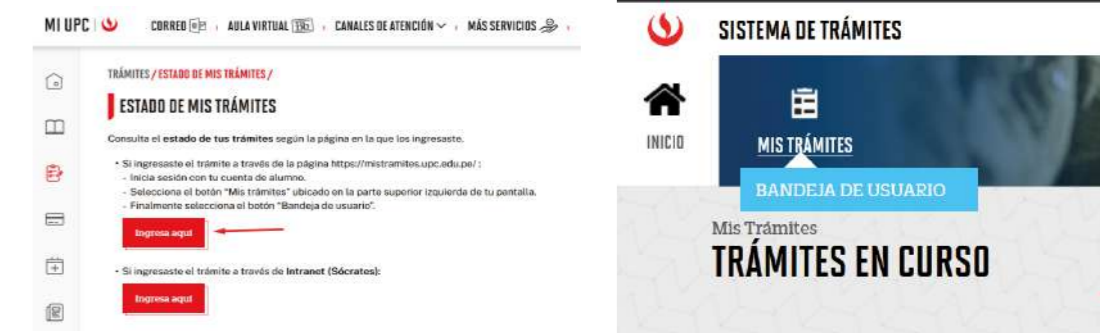 MI UPC
CORREO
AULA VIRTUAL
CANALES DE ATENCIÓN
MÁS SERVICIOS
TRÁMITES / ESTADO DE MIS TRÁMITES /
ESTADO DE MIS TRÁMITES
Consulta el estado de tus trámites según la página en la que los ingresaste.
• Si ingresaste el trámite a través de la página https://mistramites.upc.edu.pe/ :
- Inicia sesión con tu cuenta de alumno.
- Selecciona el botón "Mis trámites" ubicado en la parte superior izquierda de tu pantalla.
- Finalmente selecciona el botón "Bandeja de usuario".
Ingresa aquí
• Si ingresaste el trámite a través de Intranet (Sócrates):
Ingresa aquí
SISTEMA DE TRÁMITES
INICIO
MIS TRÁMITES
BANDEJA DE USUARIO
Mis Trámites
TRÁMITES EN CURSO